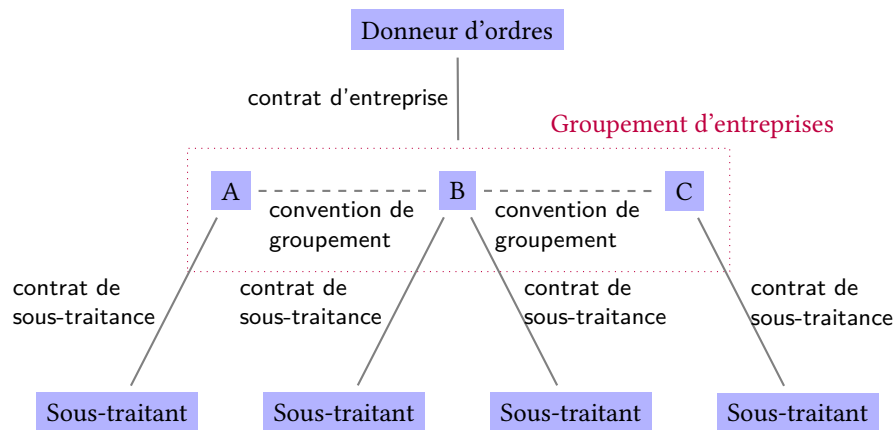 Donneur d'ordres
contrat d'entreprise
Groupement d'entreprises
A
B
C
convention de
groupement
convention de
groupement
contrat de
sous-traitance
contrat de
sous-traitance
contrat de
sous-traitance
contrat de
sous-traitance
Sous-traitant
Sous-traitant
Sous-traitant
Sous-traitant